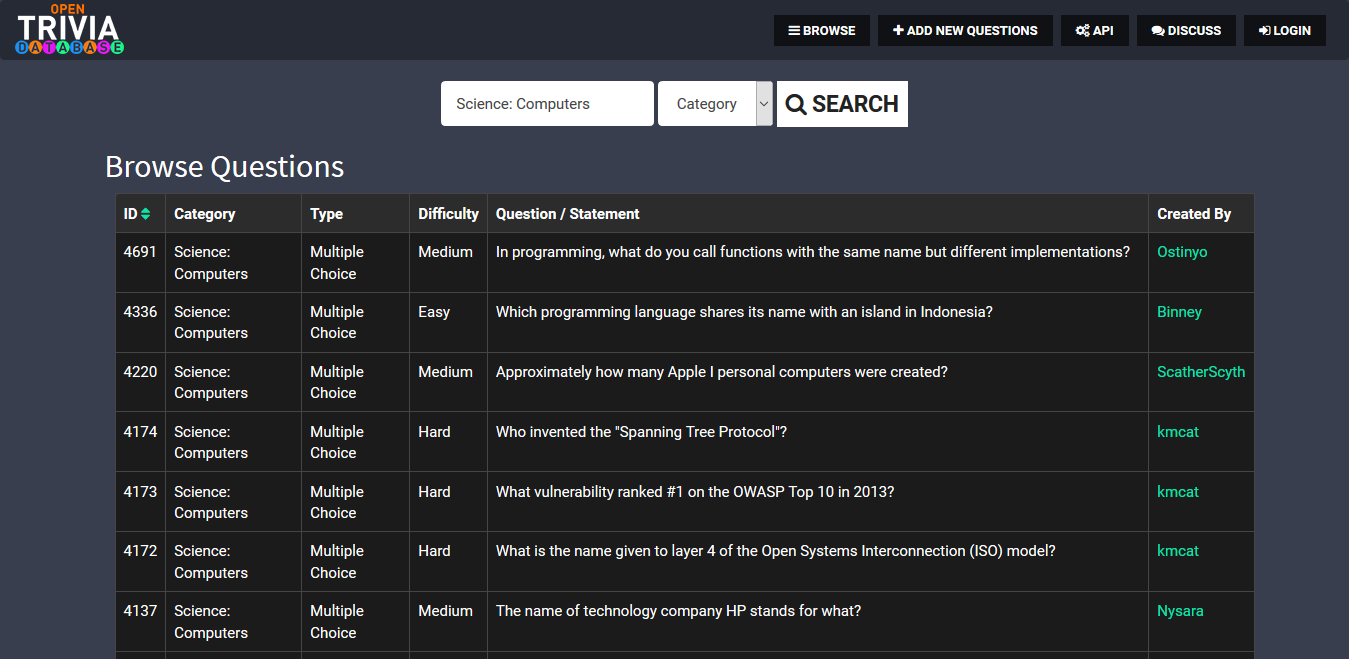 OPEN
TRIVIA
DATABASE
BROWSE
ADD NEW QUESTIONS
API
DISCUSS
LOGIN
Science: Computers
Category
SEARCH
Browse Questions
ID Category Type Difficulty Question / Statement Created By
4691 Science: Multiple Medium In programming, what do you call functions with the same name but different implementations? Ostinyo
Computers Choice
4336 Science: Multiple Easy Which programming language shares its name with an island in Indonesia? Binney
Computers Choice
4220 Science: Multiple Medium Approximately how many Apple I personal computers were created? ScatherScyth
Computers Choice
4174 Science: Multiple Hard Who invented the "Spanning Tree Protocol"? kmcat
Computers Choice
4173 Science: Multiple Hard What vulnerability ranked #1 on the OWASP Top 10 in 2013? kmcat
Computers Choice
4172 Science: Multiple Hard What is the name given to layer 4 of the Open Systems Interconnection (ISO) model? kmcat
Computers Choice
4137 Science: Multiple Medium The name of technology company HP stands for what? Nysara
Computers Choice